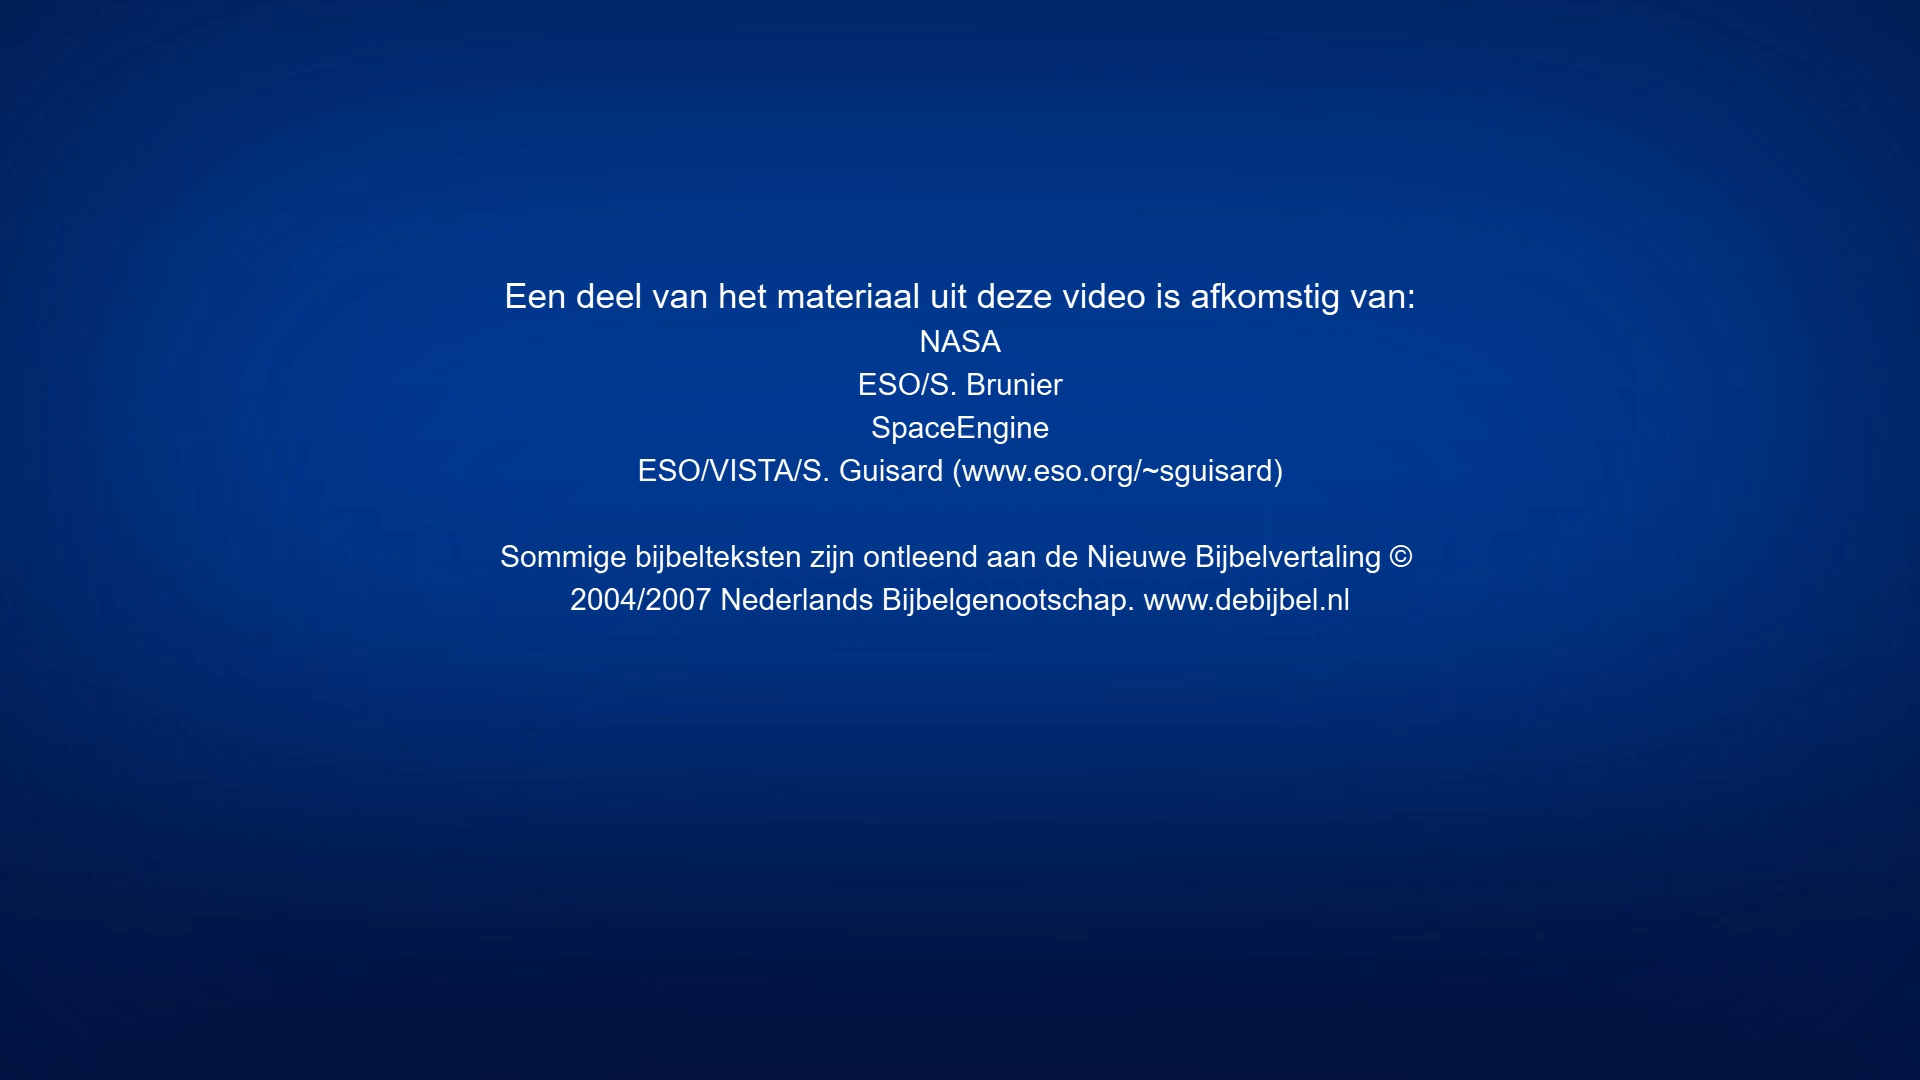 Een deel van het materiaal uit deze video is afkomstig van:
NASA
ESO/S. Brunier
SpaceEngine
ESO/VISTA/S. Guisard (www.eso.org/~sguisard)
Sommige bijbelteksten zijn ontleend aan de Nieuwe Bijbelvertaling ©
2004/2007 Nederlands Bijbelgenootschap. www.debijbel.nl